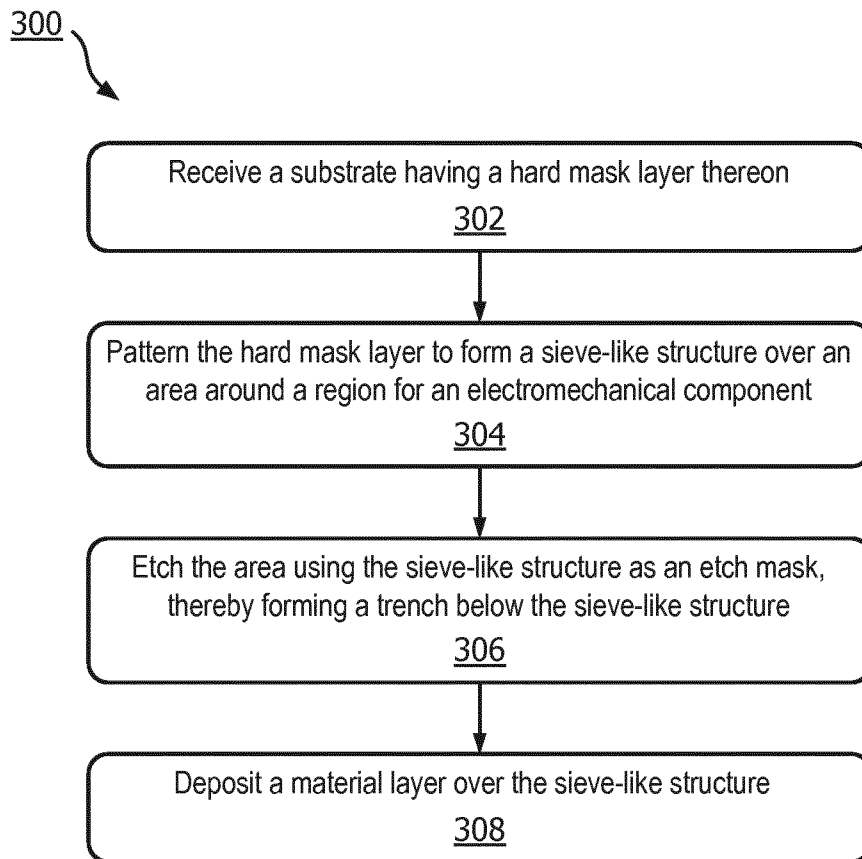 300
Receive a substrate having a hard mask layer thereon
302
Pattern the hard mask layer to form a sieve-like structure over an
area around a region for an electromechanical component
304
Etch the area using the sieve-like structure as an etch mask,
thereby forming a trench below the sieve-like structure
306
Deposit a material layer over the sieve-like structure
308